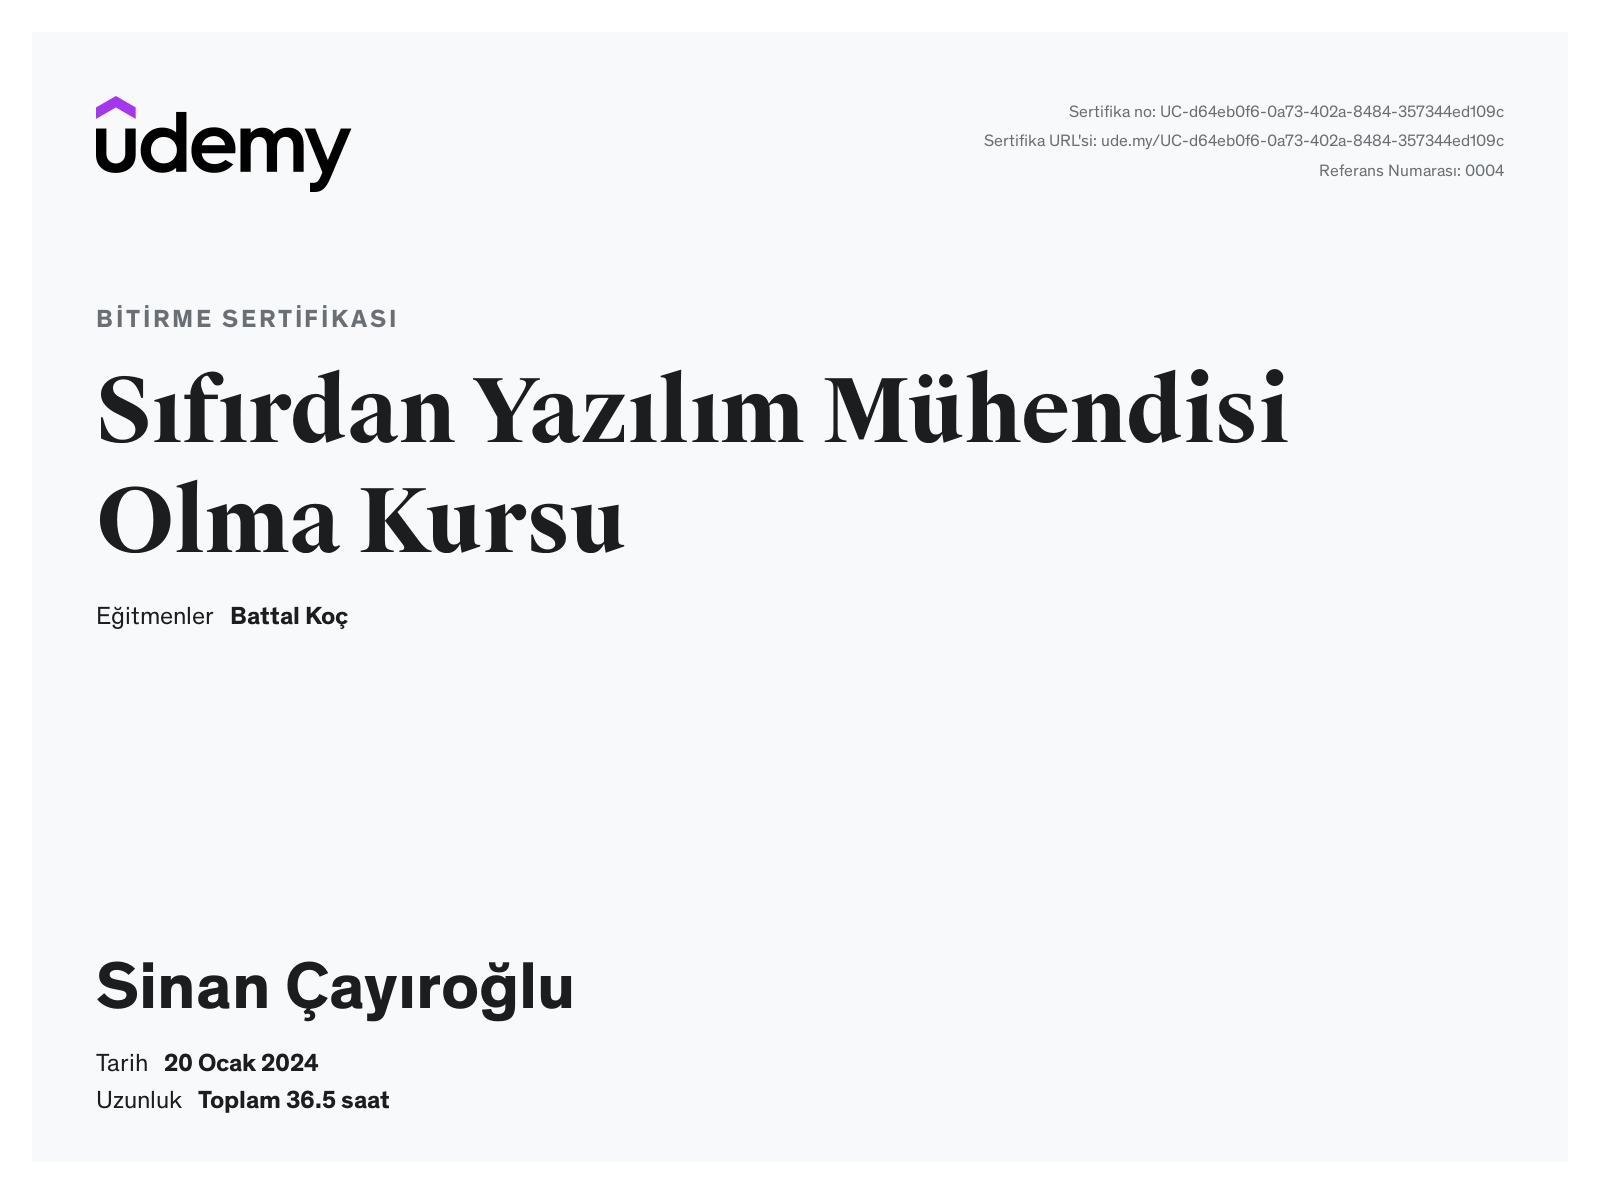 udemy
Sertifika no: UC-d64eb0f6-0a73-402a-8484-357344ed109c
Sertifika URL'si: ude.my/UC-d64eb0f6-0a73-402a-8484-357344ed109c
Referans Numarası: 0004
BİTİRME SERTİFİKASI
Sıfırdan Yazılım Mühendisi
Olma Kursu
Eğitmenler Battal Koç
Sinan Çayıroğlu
Tarih 20 Ocak 2024
Uzunluk Toplam 36.5 saat